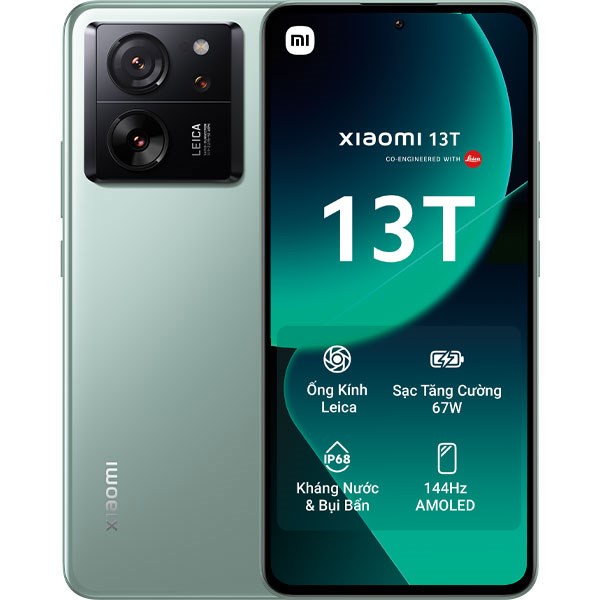 LEICA
xiaomi
xiaomi 13T
CO-ENGINEERED WITH Leica
13T
Ống Kính
Leica
Sạc Tăng Cường
67W
IP68
Kháng Nước
& Bụi Bẩn
144Hz
AMOLED